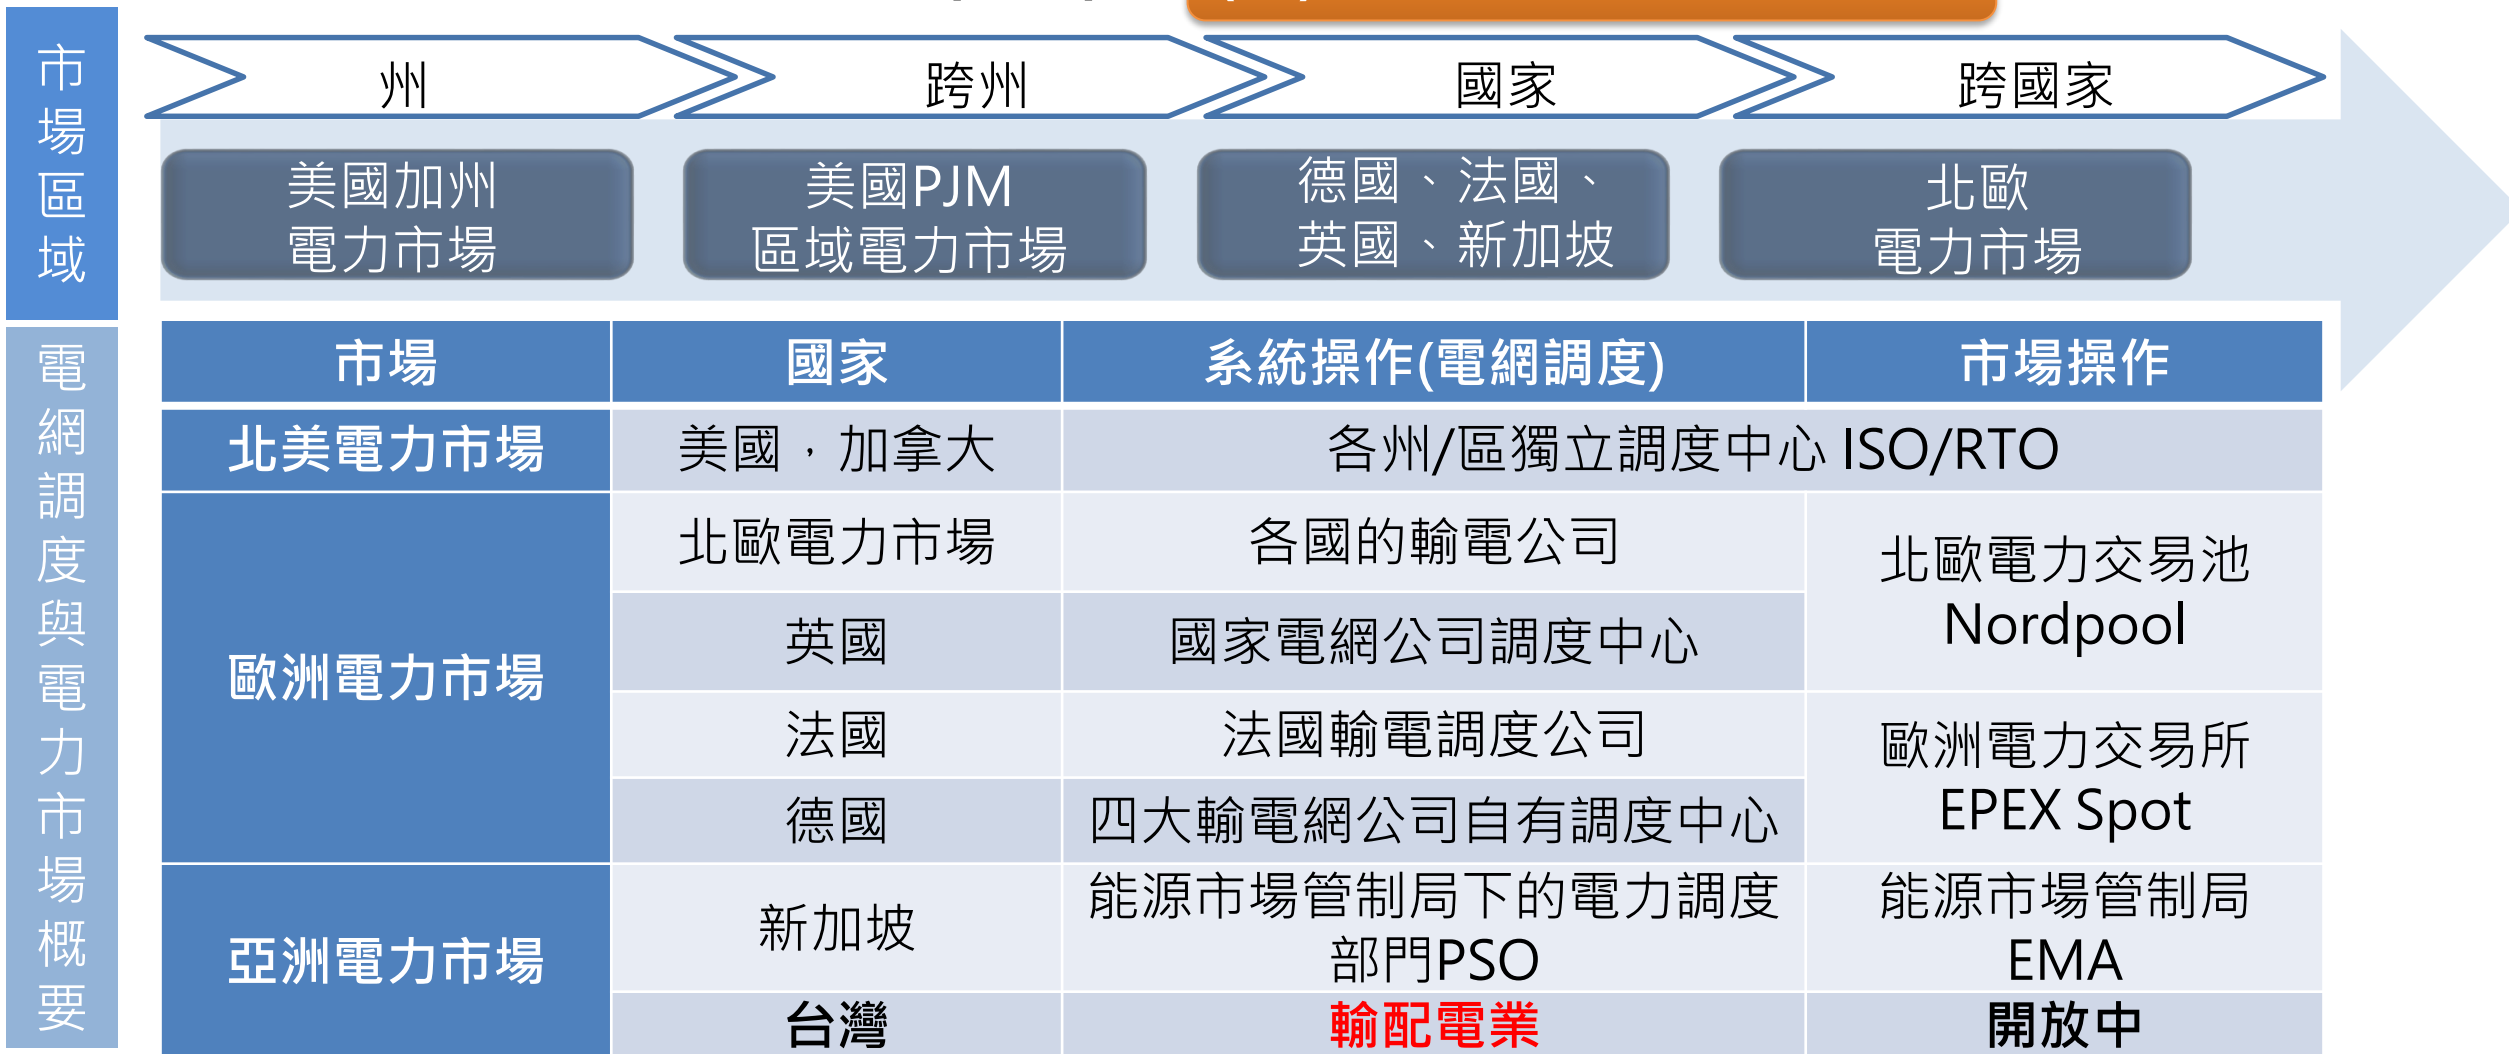 市場區域
州
跨州
國家
跨國家
美國加州
電力市場
美國PJM
區域電力市場
德國、法國、
英國、新加坡
北歐
電力市場
電網調度與電力市場概要
市場
國家
系統操作(電網調度)
市場操作
北美電力市場
美國，加拿大
各州/區獨立調度中心 ISO/RTO
歐洲電力市場
北歐電力市場
各國的輸電公司
北歐電力交易池
Nordpool
英國
國家電網公司調度中心
法國
法國輸電調度公司
歐洲電力交易所
EPEX Spot
德國
四大輸電網公司自有調度中心
亞洲電力市場
新加坡
能源市場管制局下的電力調度
部門PSO
能源市場管制局
EMA
台灣
輸配電業
開放中